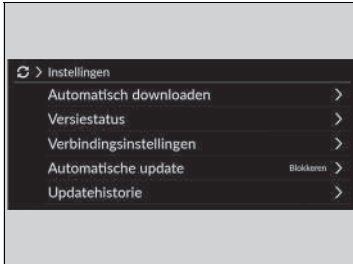 > Instellingen
Automatisch downloaden >
Versiestatus >
Verbindingsinstellingen >
Automatische update Blokkeren >
Updatehistorie >